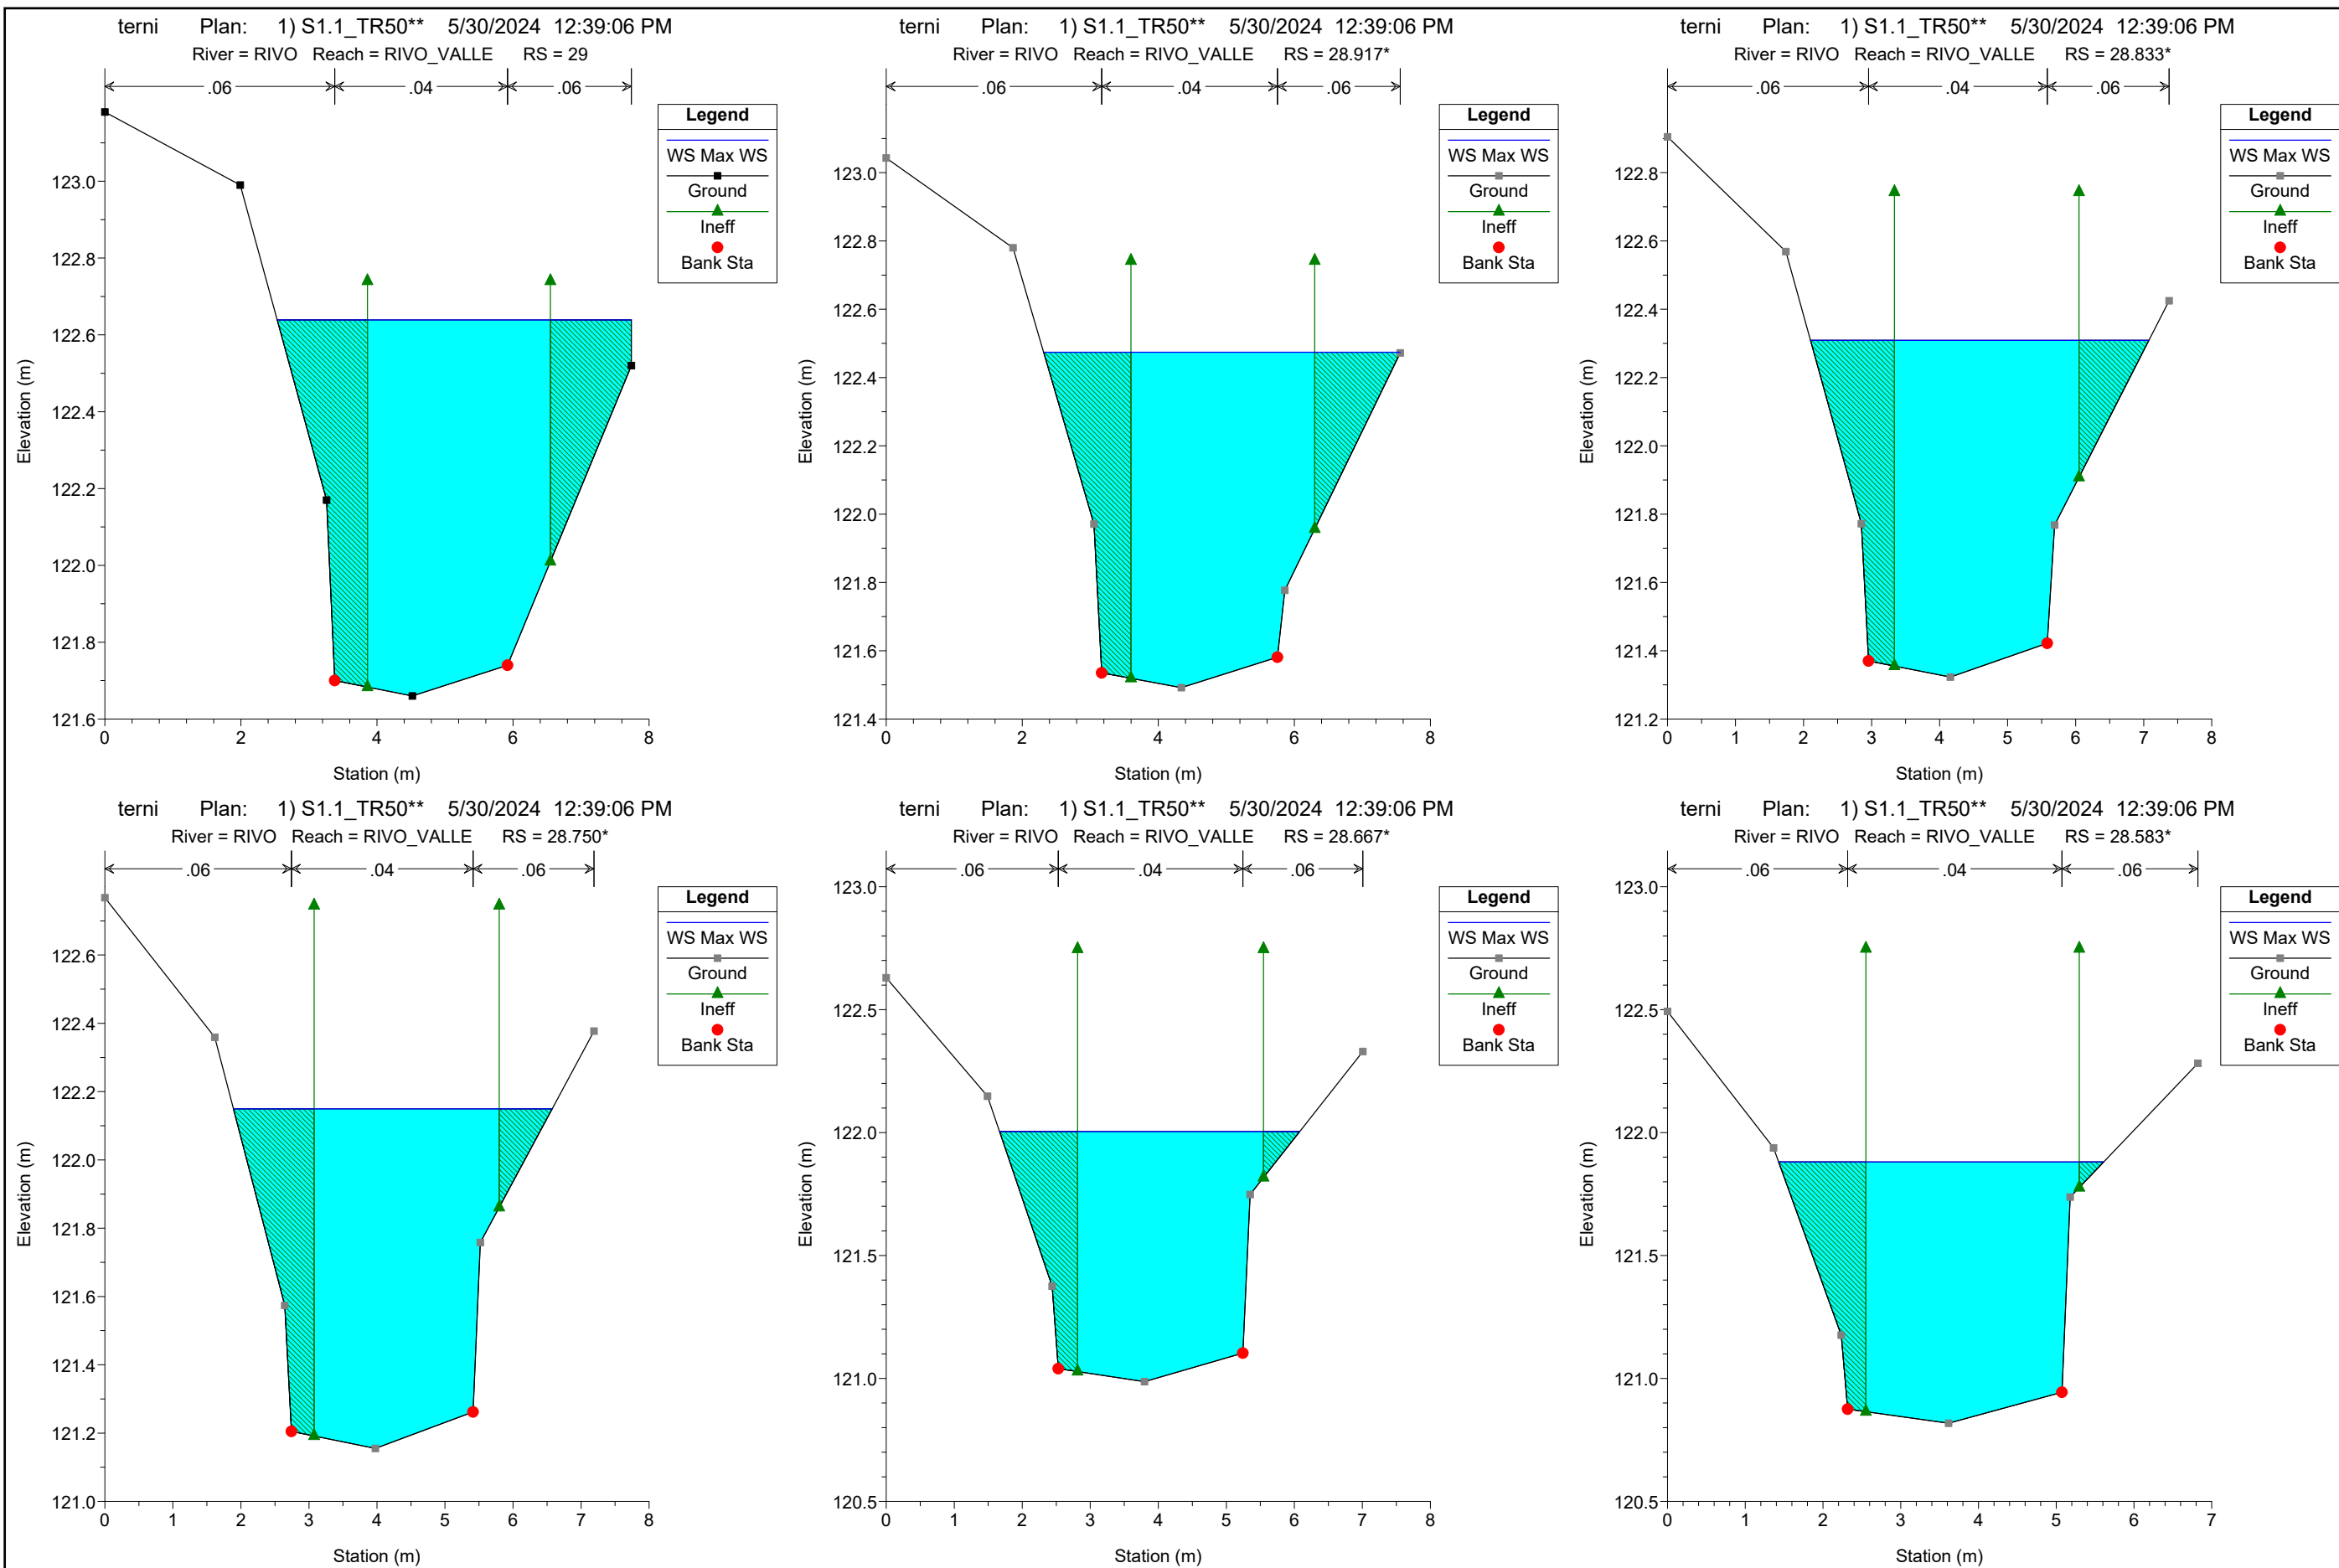 terni Plan: 1) S1.1_TR50** 5/30/2024 12:39:06 PM
River = RIVO Reach = RIVO_VALLE RS = 29
.06 .04 .06
Legend
WS Max WS
Ground
Ineff
Bank Sta
Elevation (m)
123.0
122.8
122.6
122.4
122.2
122.0
121.8
121.6
0 2 4 6 8
Station (m)
terni Plan: 1) S1.1_TR50** 5/30/2024 12:39:06 PM
River = RIVO Reach = RIVO_VALLE RS = 28.917*
.06 .04 .06
Legend
WS Max WS
Ground
Ineff
Bank Sta
Elevation (m)
123.0
122.8
122.6
122.4
122.2
122.0
121.8
121.6
121.4
0 2 4 6 8
Station (m)
terni Plan: 1) S1.1_TR50** 5/30/2024 12:39:06 PM
River = RIVO Reach = RIVO_VALLE RS = 28.833*
.06 .04 .06
Legend
WS Max WS
Ground
Ineff
Bank Sta
Elevation (m)
122.8
122.6
122.4
122.2
122.0
121.8
121.6
121.4
121.2
0 1 2 3 4 5 6 7 8
Station (m)
terni Plan: 1) S1.1_TR50** 5/30/2024 12:39:06 PM
River = RIVO Reach = RIVO_VALLE RS = 28.750*
.06 .04 .06
Legend
WS Max WS
Ground
Ineff
Bank Sta
Elevation (m)
122.6
122.4
122.2
122.0
121.8
121.6
121.4
121.2
121.0
0 1 2 3 4 5 6 7 8
Station (m)
terni Plan: 1) S1.1_TR50** 5/30/2024 12:39:06 PM
River = RIVO Reach = RIVO_VALLE RS = 28.667*
.06 .04 .06
Legend
WS Max WS
Ground
Ineff
Bank Sta
Elevation (m)
123.0
122.5
122.0
121.5
121.0
120.5
0 1 2 3 4 5 6 7 8
Station (m)
terni Plan: 1) S1.1_TR50** 5/30/2024 12:39:06 PM
River = RIVO Reach = RIVO_VALLE RS = 28.583*
.06 .04 .06
Legend
WS Max WS
Ground
Ineff
Bank Sta
Elevation (m)
123.0
122.5
122.0
121.5
121.0
120.5
0 1 2 3 4 5 6 7
Station (m)